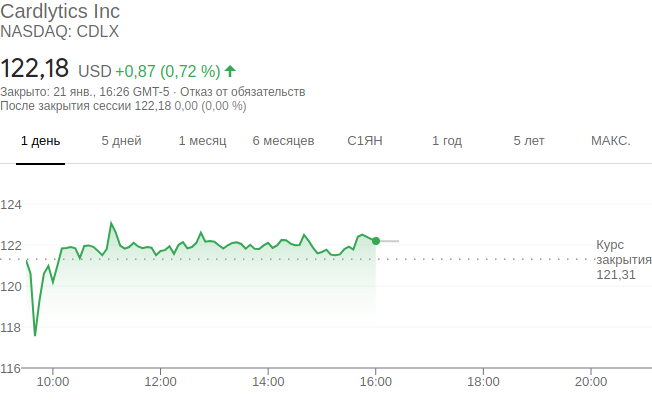 Cardlytics Inc
NASDAQ: CDLX
122,18 USD +0,87 (0,72 %)
Закрыто: 21 янв., 16:26 GMT-5 · Отказ от обязательств
После закрытия сессии 122,18 0,00 (0,00 %)
1 день 5 дней 1 месяц 6 месяцев С1ЯН 1 год 5 лет МАКС.
124
122
Курс
закрытия
121,31
120
118
116
10:00 12:00 14:00 16:00 18:00 20:00